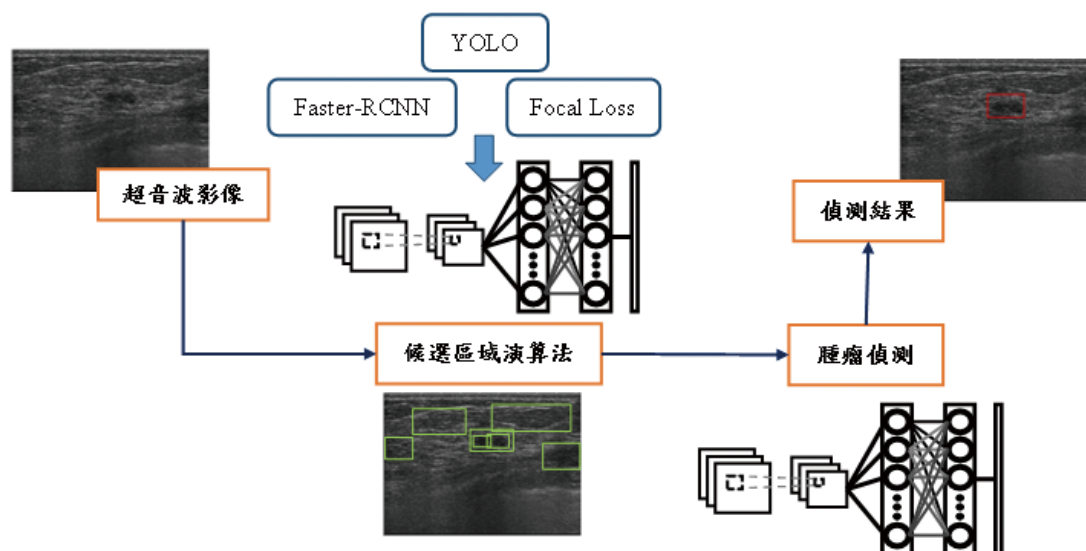 YOLO
Faster-RCNN
Focal Loss
超音波影像
偵測結果
候選區域演算法
腫瘤偵測